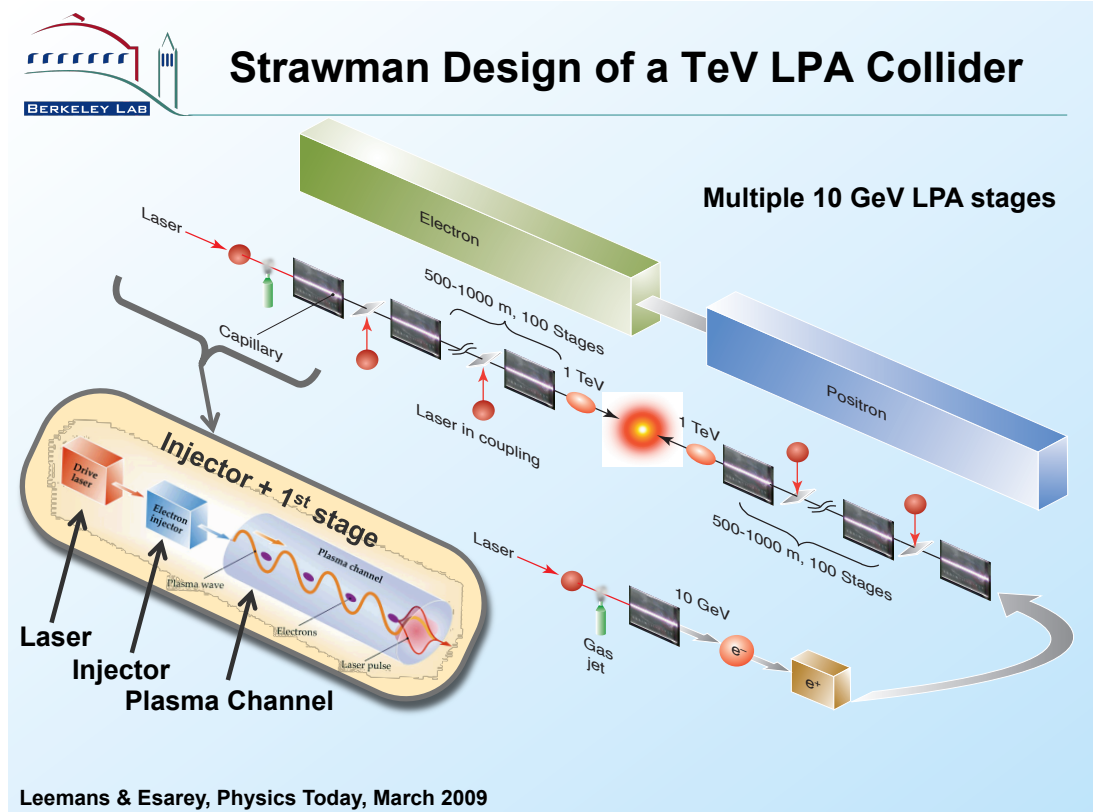 BERKELEY LAB
Strawman Design of a TeV LPA Collider
Multiple 10 GeV LPA stages
Electron
Positron
Laser
Capillary
500-1000 m, 100 Stages
1 TeV
Laser in coupling
1 TeV
500-1000 m, 100 Stages
Laser
Gas
jet
10 GeV
e–
e+
Injector + 1st stage
Drive
laser
Electron
injector
Plasma channel
Plasma wave
Electrons
Laser pulse
Laser
Injector
Plasma Channel
Leemans & Esarey, Physics Today, March 2009